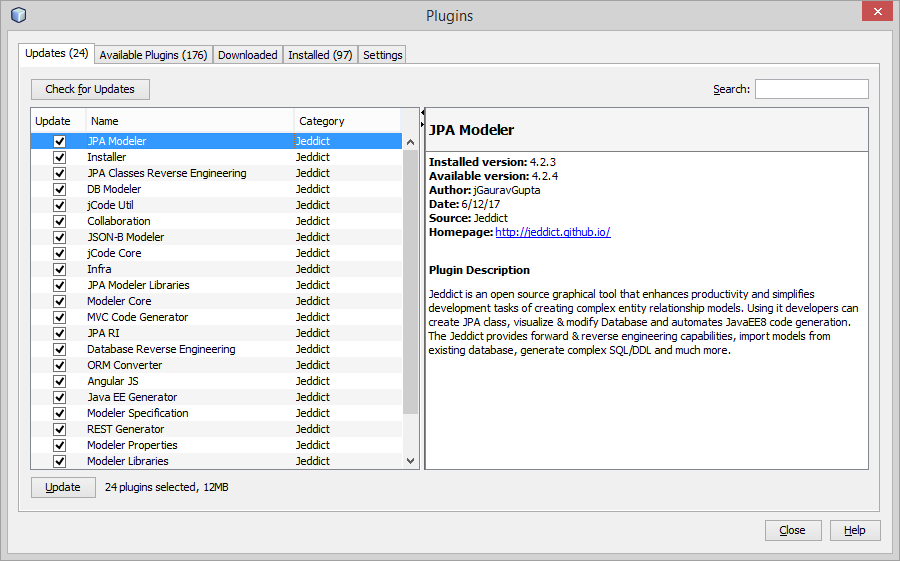 Plugins
Updates (24) Available Plugins (176) Downloaded Installed (97) Settings
Check for Updates Search:
Update Name Category
JPA Modeler Jeddict
Installer Jeddict
JPA Classes Reverse Engineering Jeddict
DB Modeler Jeddict
jCode Util Jeddict
Collaboration Jeddict
JSON-B Modeler Jeddict
jCode Core Jeddict
Infra Jeddict
JPA Modeler Libraries Jeddict
Modeler Core Jeddict
MVC Code Generator Jeddict
JPA RI Jeddict
Database Reverse Engineering Jeddict
ORM Converter Jeddict
Angular JS Jeddict
Java EE Generator Jeddict
Modeler Specification Jeddict
REST Generator Jeddict
Modeler Properties Jeddict
Modeler Libraries Jeddict
JPA Modeler
Installed version: 4.2.3
Available version: 4.2.4
Author: jGauravGupta
Date: 6/12/17
Source: Jeddict
Homepage: http://jeddict.github.io/
Plugin Description
Jeddict is an open source graphical tool that enhances productivity and simplifies
development tasks of creating complex entity relationship models. Using it developers can
create JPA class, visualize & modify Database and automates JavaEE8 code generation.
The Jeddict provides forward & reverse engineering capabilities, import models from
existing database, generate complex SQL/DDL and much more.
Update 24 plugins selected, 12MB
Close Help